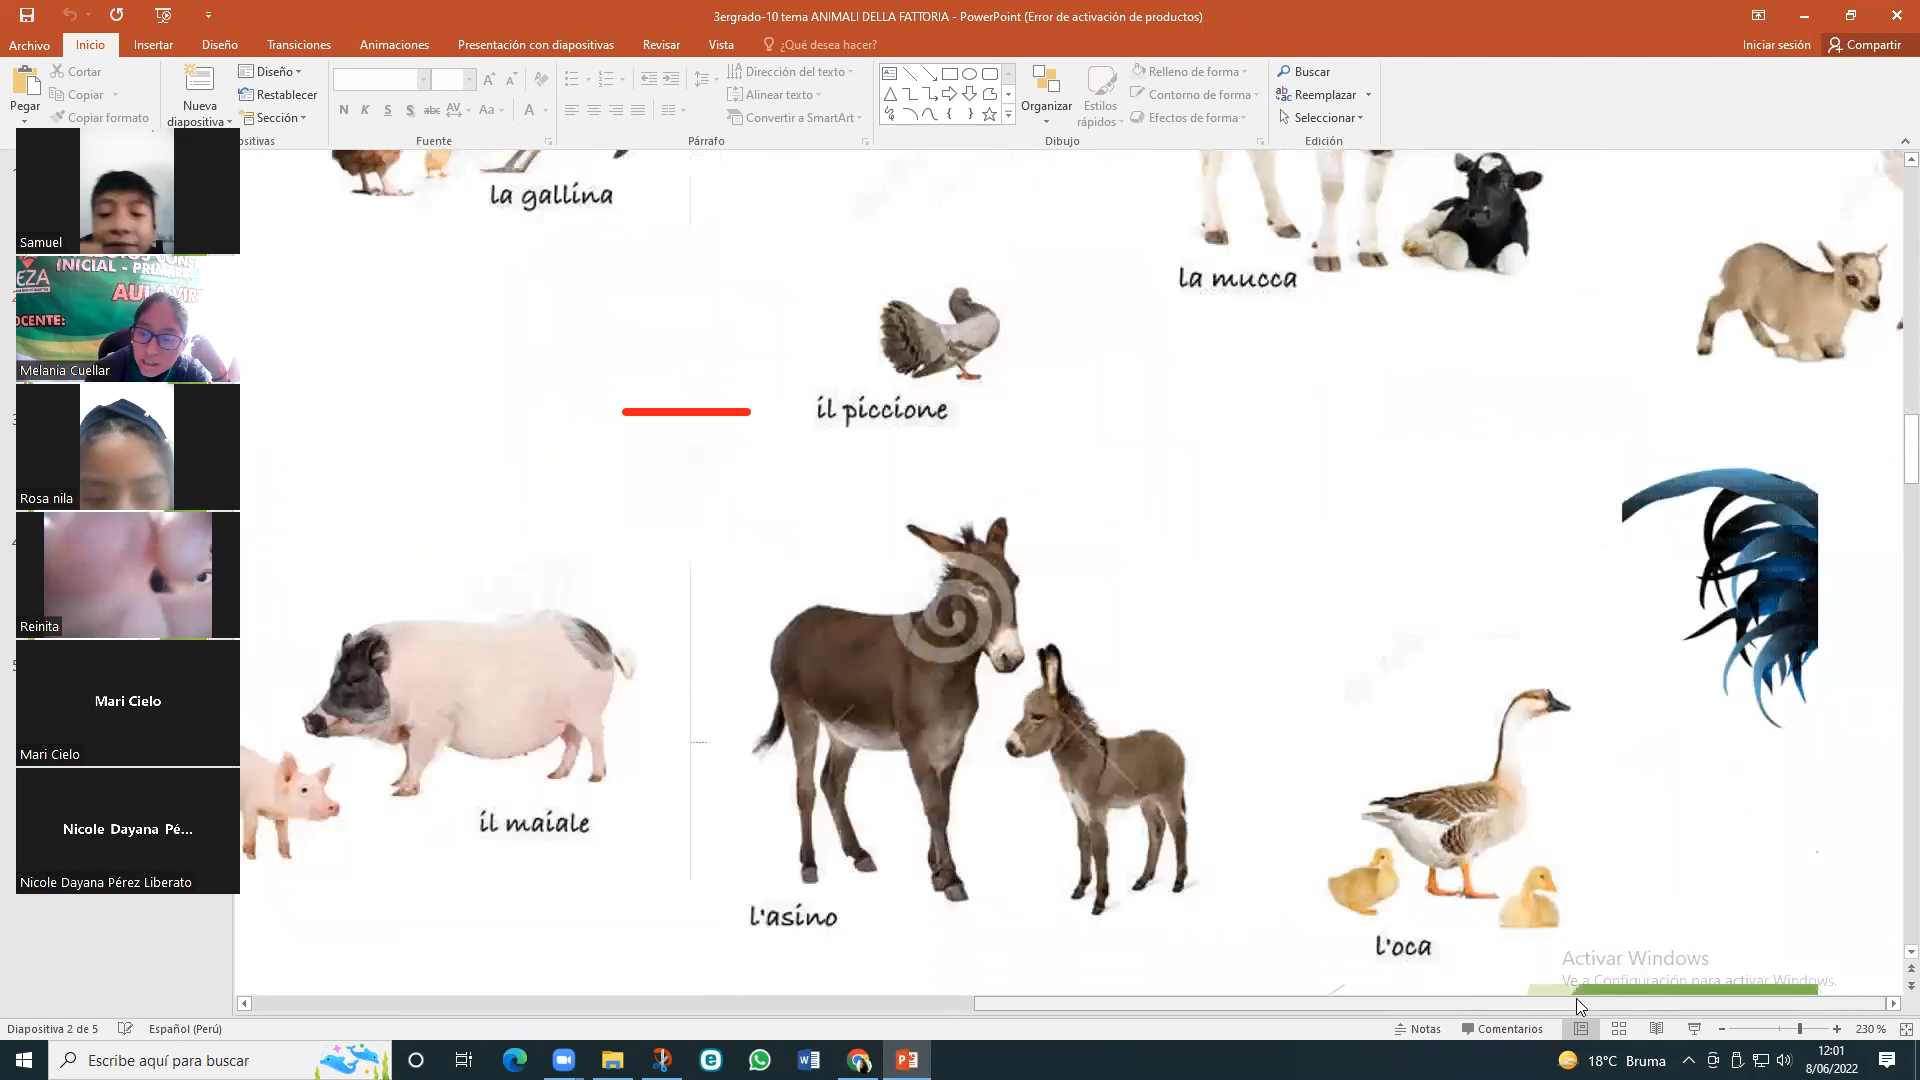 3ergrado-10 tema ANIMALI DELLA FATTORIA - PowerPoint (Error de activación de productos)
Archivo Inicio Insertar Diseño Transiciones Animaciones Presentación con diapositivas Revisar Vista ¿Qué desea hacer? Iniciar sesión Compartir
Pegar
Cortar
Copiar
Copiar formato
Nueva diapositiva
Diseño
Restablecer
Sección
Fuente
N K S S abc AV Aa A
Párrafo
Dirección del texto
Alinear texto
Convertir a SmartArt
Dibujo
Organizar
Estilos rápidos
Relleno de forma
Contorno de forma
Efectos de forma
Edición
Buscar
Reemplazar
Seleccionar
Samuel
INICIAL - PRIMARIA
EZA
AULA VIRT
OCENTE:
Melania Cuellar
Rosa nila
Reinita
Mari Cielo
Mari Cielo
Nicole Dayana Pé...
Nicole Dayana Pérez Liberato
la gallina
la mucca
il piccione
il maiale
l'asino
l'oca
Activar Windows
Ve a Configuración para activar Windows.
Diapositiva 2 de 5 Español (Perú) Notas Comentarios 230 %
Escribe aquí para buscar
18°C Bruma
12:01
8/06/2022